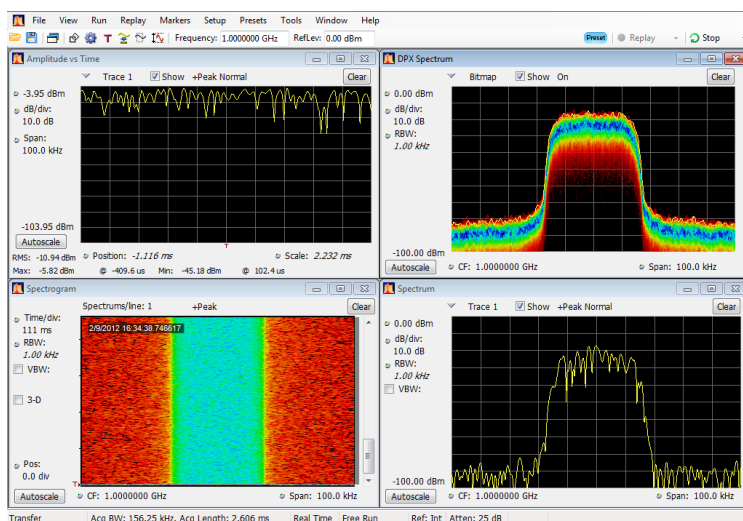 File View Run Replay Markers Setup Presets Tools Window Help
Frequency: 1.0000000 GHz RefLev: 0.00 dBm Preset Replay Stop
Amplitude vs Time
Trace 1 Show +Peak Normal Clear
-3.95 dBm
dB/div:
10.0 dB
Span:
100.0 kHz
-103.95 dBm
Autoscale
RMS: -10.94 dBm Position: -1.116 ms Scale: 2.232 ms
Max: -5.82 dBm @ -409.6 us Min: -45.18 dBm @ 102.4 us
DPX Spectrum
Bitmap Show On Clear
0.00 dBm
dB/div:
10.0 dB
RBW:
1.00 kHz
-100.00 dBm
Autoscale CF: 1.0000000 GHz Span: 100.0 kHz
Spectrogram
Spectrums/line: 1 +Peak Clear
Time/div:
111 ms
RBW:
1.00 kHz
VBW:
3-D
Pos:
0.0 div
2/9/2012 16:34:38.746617
Autoscale CF: 1.0000000 GHz Span: 100.0 kHz
Spectrum
Trace 1 Show +Peak Normal Clear
0.00 dBm
dB/div:
10.0 dB
RBW:
1.00 kHz
VBW:
-100.00 dBm
Autoscale CF: 1.0000000 GHz Span: 100.0 kHz
Transfer Acq BW: 156.25 kHz, Acq Length: 2.606 ms Real Time Free Run Ref: Int Atten: 25 dB